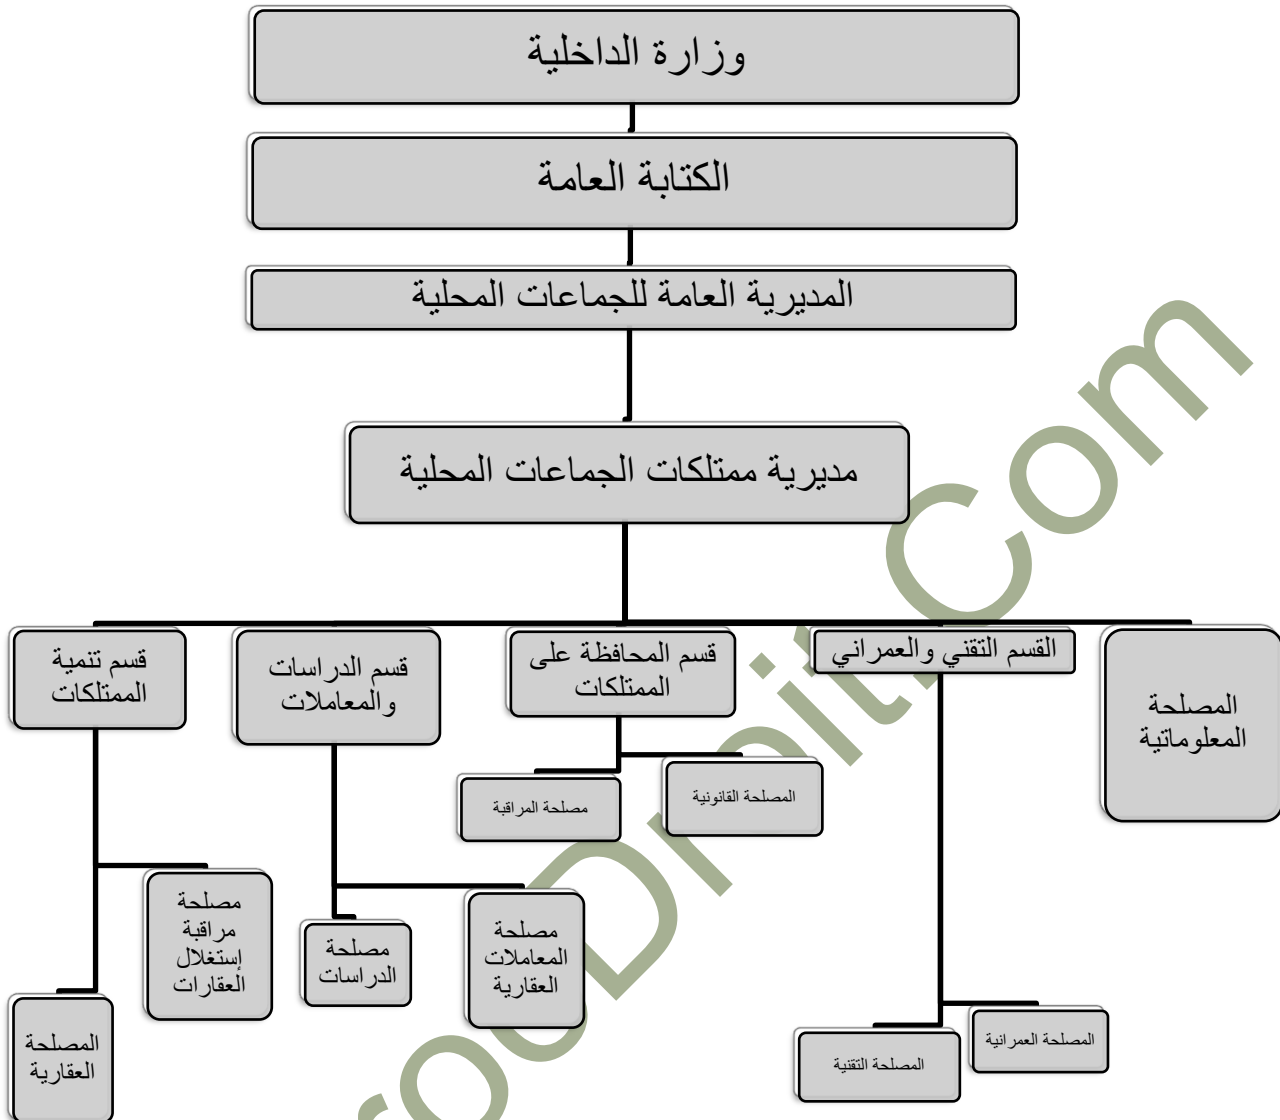 وزارة الداخلية
الكتابة العامة
المديرية العامة للجماعات المحلية
مديرية ممتلكات الجماعات المحلية
المصلحة
المعلوماتية
القسم التقني والعمراني
المصلحة العمرانية
المصلحة التقنية
قسم المحافظة على
الممتلكات
المصلحة القانونية
مصلحة المراقبة
قسم الدراسات
والمعاملات
مصلحة
المعاملات
العقارية
مصلحة
الدراسات
قسم تنمية
الممتلكات
مصلحة
مراقبة
إستغلال
العقارات
المصلحة
العقارية